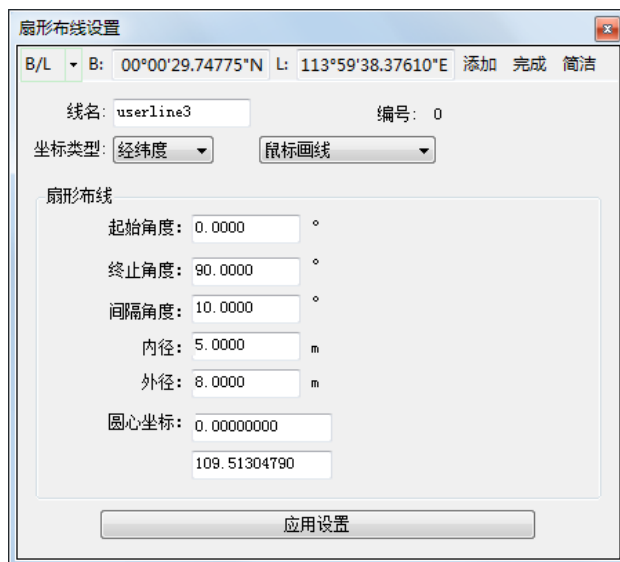 扇形布线设置
B/L B: 00°00'29.74775"N L: 113°59'38.37610"E 添加 完成 简洁
线名: userline3 编号: 0
坐标类型: 经纬度 鼠标画线
扇形布线
起始角度: 0.0000 °
终止角度: 90.0000 °
间隔角度: 10.0000 °
内径: 5.0000 m
外径: 8.0000 m
圆心坐标: 0.00000000
109.51304790
应用设置